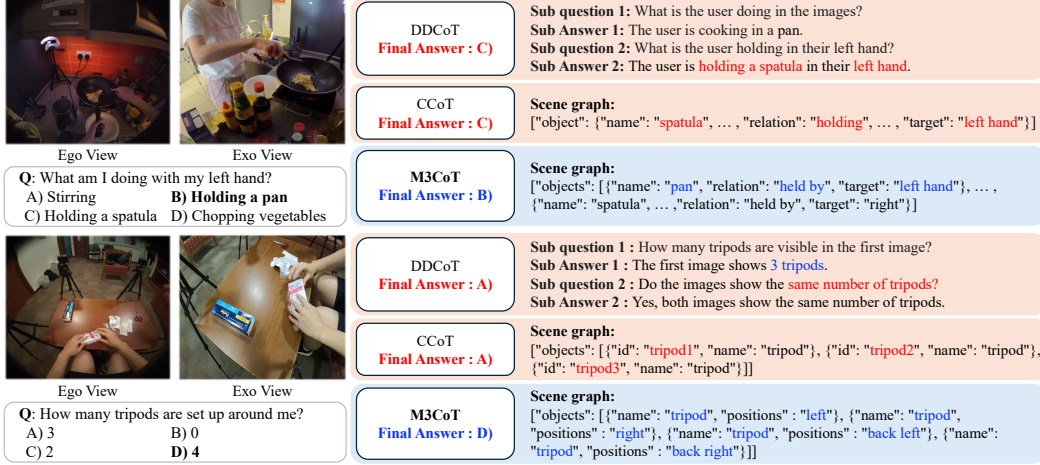 Ego View
Exo View
Q: What am I doing with my left hand?
A) Stirring
B) Holding a pan
C) Holding a spatula
D) Chopping vegetables
DDCoT
Final Answer : C)
Sub question 1: What is the user doing in the images?
Sub Answer 1: The user is cooking in a pan.
Sub question 2: What is the user holding in their left hand?
Sub Answer 2: The user is holding a spatula in their left hand.
CCoT
Final Answer : C)
Scene graph:
["object": {"name": "spatula", … , "relation": "holding", … , "target": "left hand"}]
M3CoT
Final Answer : B)
Scene graph:
["objects": [{"name": "pan", "relation": "held by", "target": "left hand"}, … ,
{"name": "spatula", … ,"relation": "held by", "target": "right"}]
Ego View
Exo View
Q: How many tripods are set up around me?
A) 3
B) 0
C) 2
D) 4
DDCoT
Final Answer : A)
Sub question 1 : How many tripods are visible in the first image?
Sub Answer 1 : The first image shows 3 tripods.
Sub question 2 : Do the images show the same number of tripods?
Sub Answer 2 : Yes, both images show the same number of tripods.
CCoT
Final Answer : A)
Scene graph:
["objects": [{"id": "tripod1", "name": "tripod"}, {"id": "tripod2", "name": "tripod"},
{"id": "tripod3", "name": "tripod"}]]
M3CoT
Final Answer : D)
Scene graph:
["objects": [{"name": "tripod", "positions" : "left"}, {"name": "tripod",
"positions" : "right"}, {"name": "tripod", "positions" : "back left"}, {"name":
"tripod", "positions" : "back right"}]]